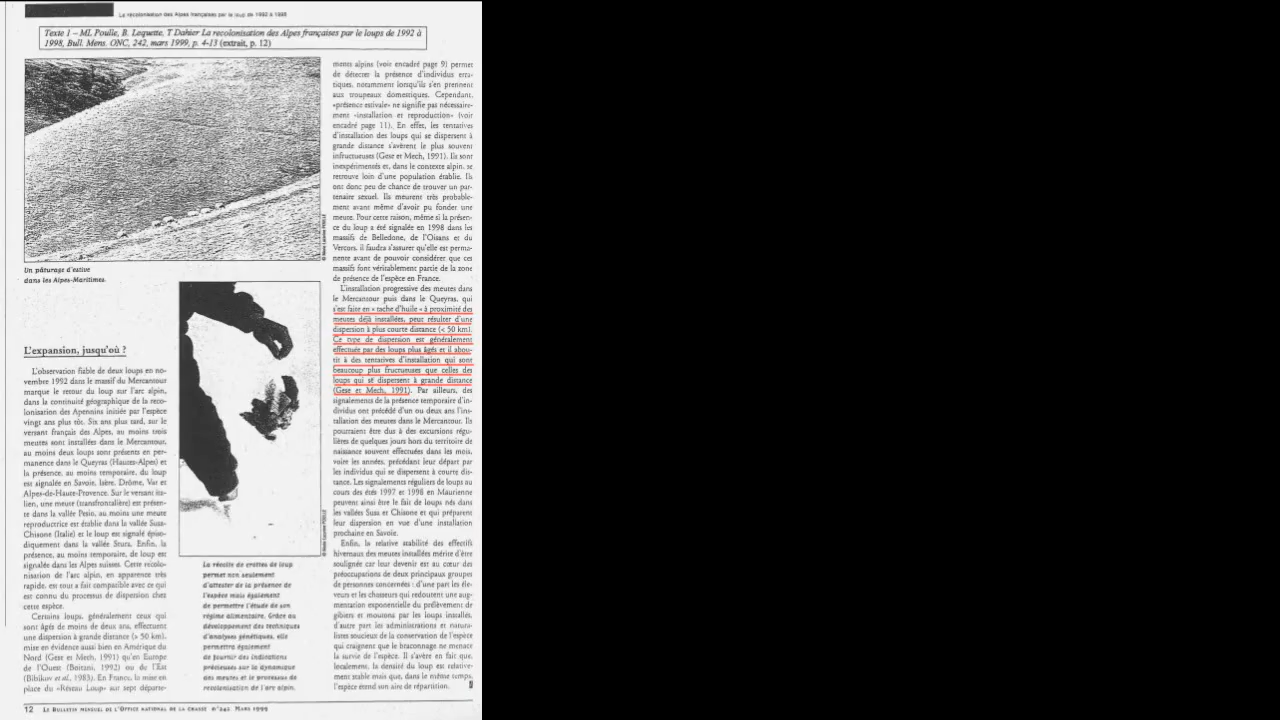 La recolonisation des Alpes françaises par le loup de 1992 à 1998
Texte 1 – ML Poulle, B. Lequette, T Dahier La recolonisation des Alpes françaises par le loups de 1992 à
1998, Bull. Mens. ONC, 242, mars 1999, p. 4-13 (extrait, p. 12)
Un pâturage d'estive
dans les Alpes-Maritimes.
L'expansion, jusqu'où ?
L'observation fiable de deux loups en no-
vembre 1992 dans le massif du Mercantour
marque le retour du loup sur l'arc alpin,
dans la continuité géographique de la reco-
lonisation des Apennins initiée par l'espèce
vingt ans plus tôt. Six ans plus tard, sur le
versant français des Alpes, au moins trois
meutes sont installées dans le Mercantour,
au moins deux loups sont présents en per-
manence dans le Queyras (Hautes-Alpes) et
la présence, au moins temporaire, du loup
est signalée en Savoie, Isère, Drôme, Var et
Alpes-de-Haute-Provence. Sur le versant ita-
lien, une meute (transfrontalière) est présen-
te dans la vallée Pesio, au moins une meute
reproductrice est établie dans la vallée Susa-
Chisone (Italie) et le loup est signalé épiso-
diquement dans la vallée Stura. Enfin, la
présence, au moins temporaire, de loup est
signalée dans les Alpes suisses. Cette recolo-
nisation de l'arc alpin, en apparence très
rapide, est tout a fait compatible avec ce qui
est connu du processus de dispersion chez
cette espèce.
Certains loups, généralement ceux qui
sont âgés de moins de deux ans, effectuent
une dispersion à grande distance (> 50 km),
mise en évidence aussi bien en Amérique du
Nord (Gese et Mech, 1991) qu'en Europe
de l'Ouest (Boitani, 1992) ou de l'Est
(Bibikov et al., 1983). En France, la mise en
place du «Réseau Loup» sur sept départe-
La récolte de crottes de loup
permet non seulement
d'attester de la présence de
l'espèce mais également
de permettre l'étude de son
régime alimentaire. Grâce au
développement des techniques
d'analyses génétiques, elle
permettra également
de fournir des indications
précieuses sur la dynamique
des meutes et le processus de
recolonisation de l'arc alpin.
ments alpins (voir encadré page 9) permet
de détecter la présence d'individus erra-
tiques, notamment lorsqu'ils s'en prennent
aux troupeaux domestiques. Cependant,
«présence estivale» ne signifie pas nécessaire-
ment «installation et reproduction» (voir
encadré page 11). En effet, les tentatives
d'installation des loups qui se dispersent à
grande distance s'avèrent le plus souvent
infructueuses (Gese et Mech, 1991). Ils sont
inexpérimentés et, dans le contexte alpin, se
retrouve loin d'une population établie. Ils
ont donc peu de chance de trouver un par-
tenaire sexuel. Ils meurent très probable-
ment avant même d'avoir pu fonder une
meute. Pour cette raison, même si la présen-
ce du loup a été signalée en 1998 dans les
massifs de Belledone, de l'Oisans et du
Vercors, il faudra s'assurer qu'elle est perma-
nente avant de pouvoir considérer que ces
massifs font véritablement partie de la zone
de présence de l'espèce en France.
L'installation progressive des meutes dans
le Mercantour puis dans le Queyras, qui
s'est faite en « tache d'huile » à proximité des
meutes déjà installées, peut résulter d'une
dispersion à plus courte distance (< 50 km).
Ce type de dispersion est généralement
effectuée par des loups plus âgés et il abou-
tit à des tentatives d'installation qui sont
beaucoup plus fructueuses que celles des
loups qui se dispersent à grande distance
(Gese et Mech, 1991). Par ailleurs, des
signalements de la présence temporaire d'in-
dividus ont précédé d'un ou deux ans l'ins-
tallation des meutes dans le Mercantour. Ils
pourraient être dus à des excursions régu-
lières de quelques jours hors du territoire de
naissance souvent effectuées dans les mois,
voire les années, précédant leur départ par
les individus qui se dispersent à courte dis-
tance. Les signalements réguliers de loups au
cours des étés 1997 et 1998 en Maurienne
peuvent ainsi être le fait de loups nés dans
les vallées Susa et Chisone et qui préparent
leur dispersion en vue d'une installation
prochaine en Savoie.
Enfin, la relative stabilité des effectifs
hivernaux des meutes installées mérite d'être
soulignée car leur devenir est au cœur des
préoccupations de deux principaux groupes
de personnes concernées : d'une part les éle-
veurs et les chasseurs qui redoutent une aug-
mentation exponentielle du prélèvement de
gibiers et moutons par les loups installés,
d'autre part les administrations et natura-
listes soucieux de la conservation de l'espèce
qui craignent que le braconnage ne menace
la survie de l'espèce. Il s'avère en fait que,
localement, la densité du loup est relative-
ment stable mais que, dans le même temps,
l'espèce étend son aire de répartition.
12 LE BULLETIN MENSUEL DE L'OFFICE NATIONAL DE LA CHASSE N°242. MARS 1999